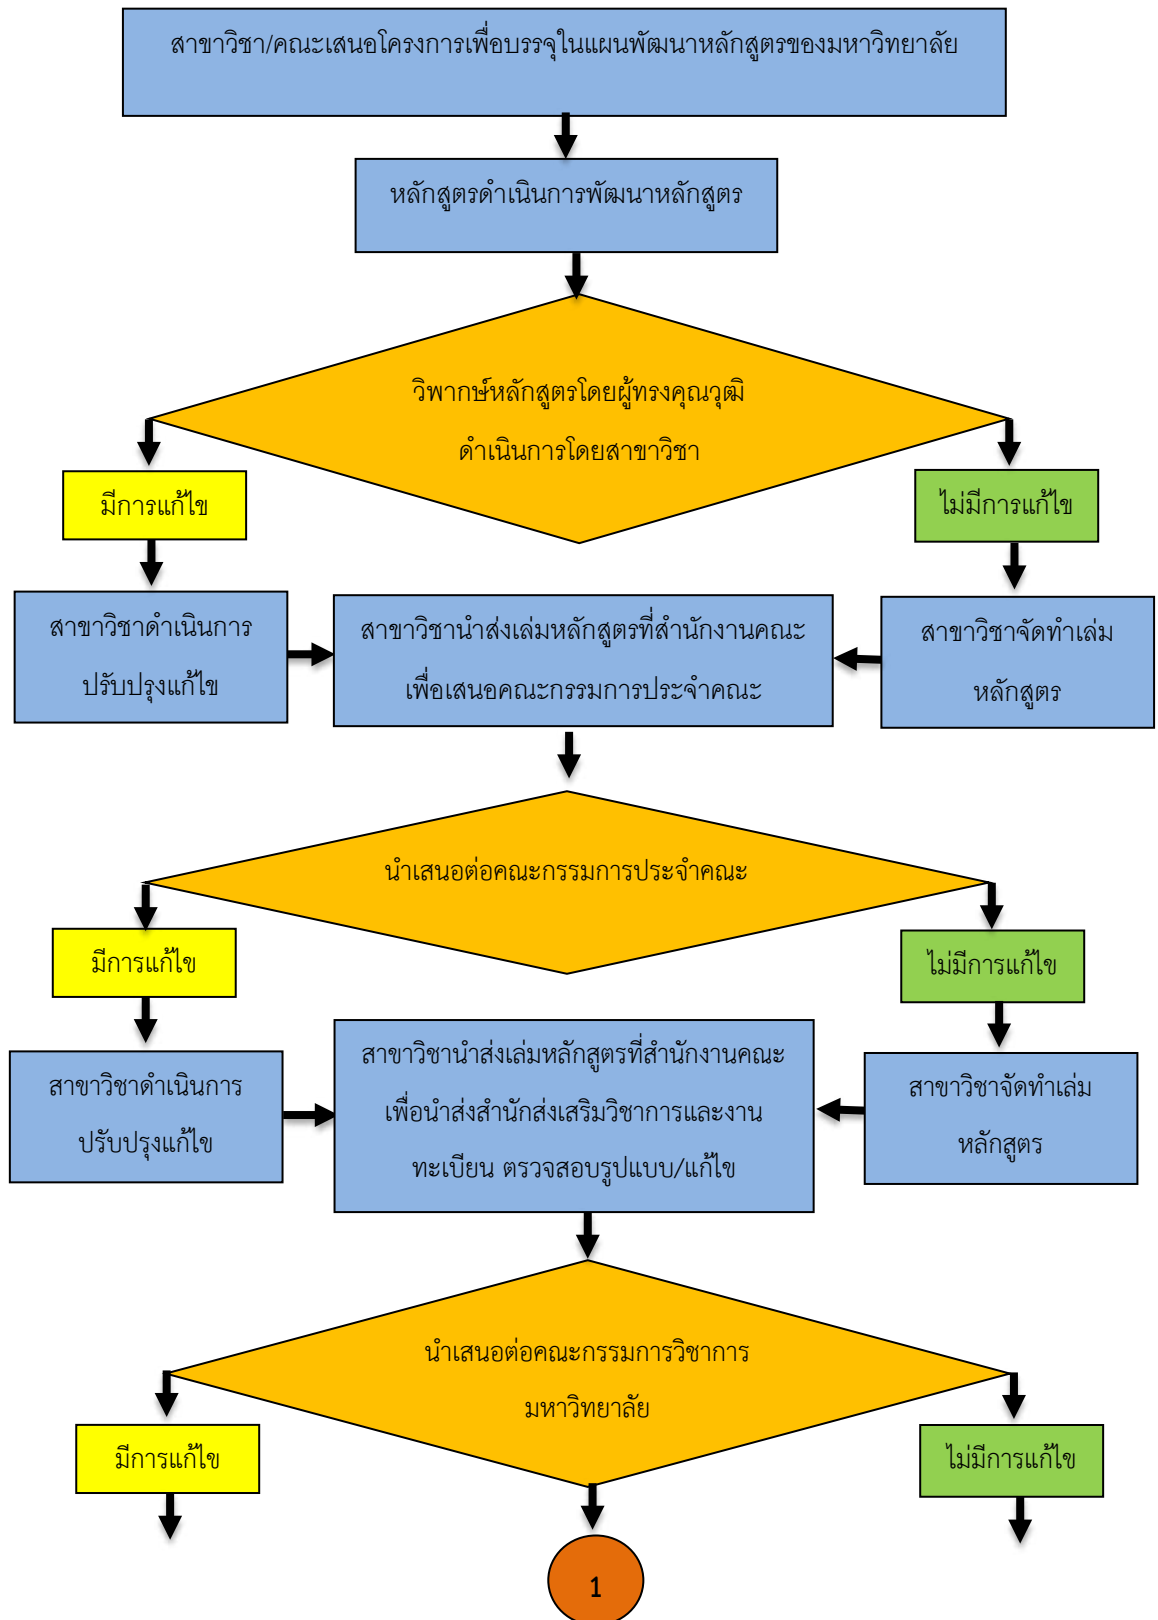 สาขาวิชา/คณะเสนอโครงการเพื่อบรรจุในแผนพัฒนาหลักสูตรของมหาวิทยาลัย
หลักสูตรดำเนินการพัฒนาหลักสูตร
วิพากษ์หลักสูตรโดยผู้ทรงคุณวุฒิ
ดำเนินการโดยสาขาวิชา
มีการแก้ไข
ไม่มีการแก้ไข
สาขาวิชาดำเนินการ
ปรับปรุงแก้ไข
สาขาวิชานำส่งเล่มหลักสูตรที่สำนักงานคณะ
เพื่อเสนอคณะกรรมการประจำคณะ
สาขาวิชาจัดทำเล่ม
หลักสูตร
นำเสนอต่อคณะกรรมการประจำคณะ
มีการแก้ไข
ไม่มีการแก้ไข
สาขาวิชาดำเนินการ
ปรับปรุงแก้ไข
สาขาวิชานำส่งเล่มหลักสูตรที่สำนักงานคณะ
เพื่อนำส่งสำนักส่งเสริมวิชาการและงาน
ทะเบียน ตรวจสอบรูปแบบ/แก้ไข
สาขาวิชาจัดทำเล่ม
หลักสูตร
นำเสนอต่อคณะกรรมการวิชาการ
มหาวิทยาลัย
มีการแก้ไข
ไม่มีการแก้ไข
1